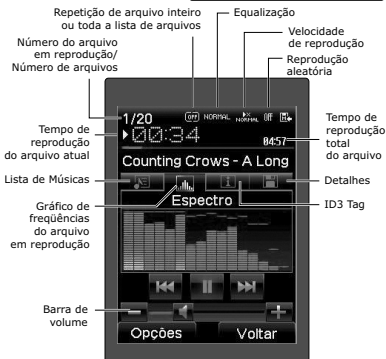 Repetição de arquivo inteiro
ou toda a lista de arquivos
Equalização
Velocidade
de reprodução
Reprodução
aleatória
Número do arquivo
em reprodução/
Número de arquivos
1/20
OFF
NORMAL
NORMAL
Off
Tempo de
reprodução
do arquivo atual
00:34
04:57
Tempo de
reprodução
total
do arquivo
Counting Crows - A Long
Lista de Músicas
Detalhes
Gráfico de
freqüências
do arquivo
em reprodução
Espectro
ID3 Tag
Barra de
volume
Opções
Voltar